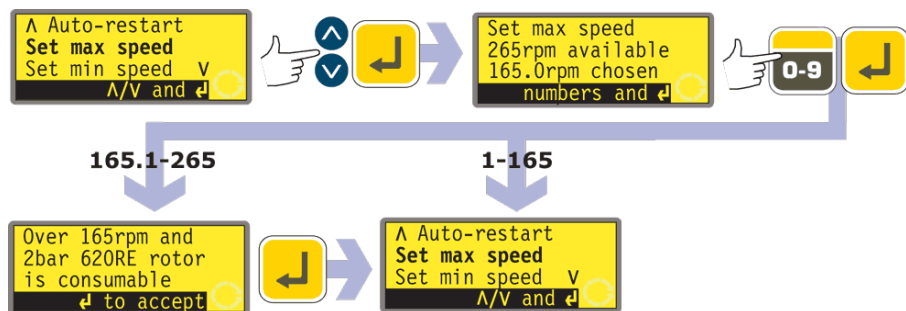 Λ Auto-restart
Set max speed
Set min speed V
Λ/V and ↲
Set max speed
265rpm available
165.0rpm chosen
numbers and ↲
0-9
165.1-265
1-165
Over 165rpm and
2bar 620RE rotor
is consumable
↲ to accept
Λ Auto-restart
Set max speed
Set min speed V
Λ/V and ↲